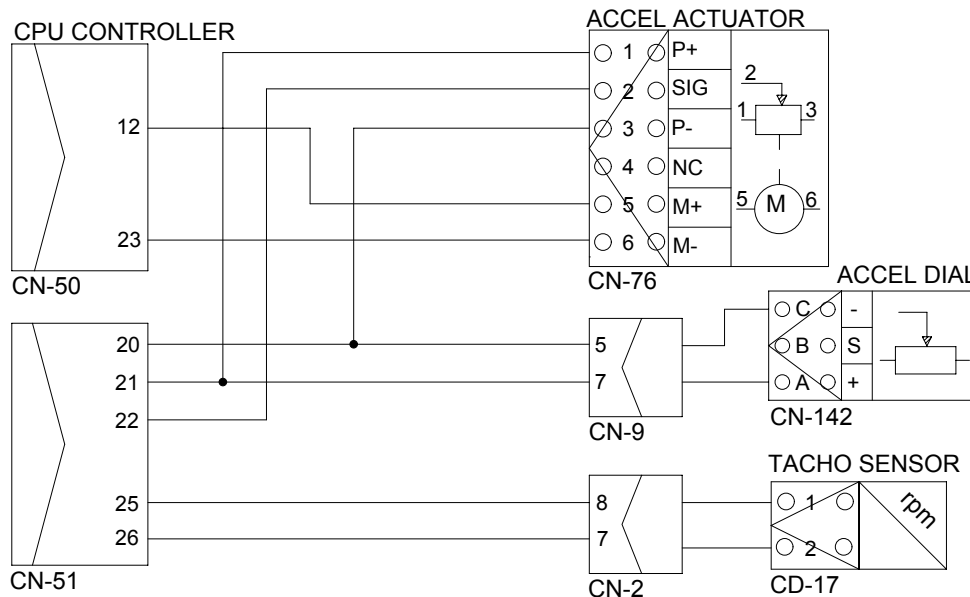 CPU CONTROLLER
12
23
CN-50
20
21
22
25
26
CN-51
ACCEL ACTUATOR
1 P+
2 SIG
3 P-
4 NC
5 M+
6 M-
2
1 3
5 M 6
CN-76
5
7
CN-9
ACCEL DIAL
C -
B S
A +
CN-142
8
7
CN-2
TACHO SENSOR
1
2
rpm
CD-17